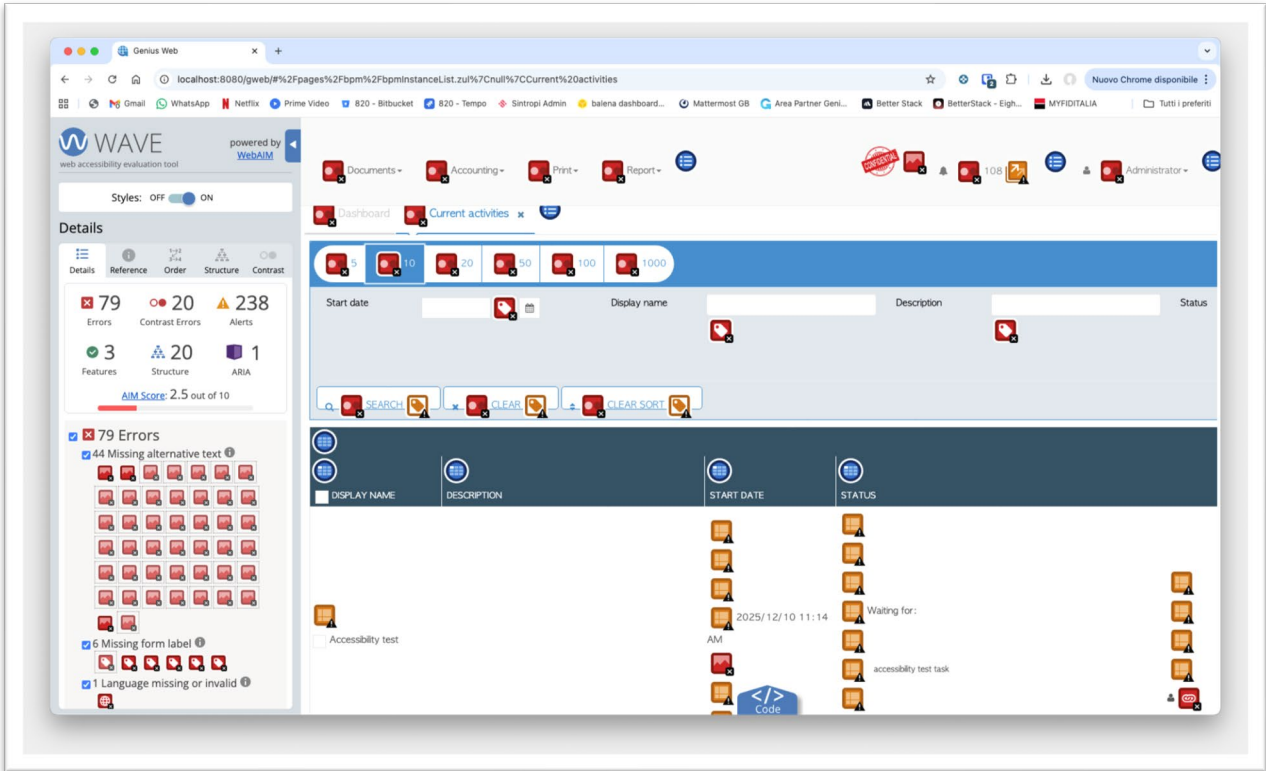 Genius Web
localhost:8080/gweb/#%2Fpages%2Fbpm%2FbpmInstanceList.zul%7Cnull%7CCurrent%20activities
Nuovo Chrome disponibile
Gmail WhatsApp Netflix Prime Video 820 - Bitbucket 820 - Tempo Sintropi Admin balena dashboard... Mattermost GB Area Partner Geni... Better Stack BetterStack - Eigh... MYFIDITALIA Tutti i preferiti
WAVE
web accessibility evaluation tool
powered by
WebAIM
Styles: OFF ON
Details
Details Reference Order Structure Contrast
79 20 238
Errors Contrast Errors Alerts
3 20 1
Features Structure ARIA
AIM Score: 2.5 out of 10
79 Errors
44 Missing alternative text
6 Missing form label
1 Language missing or invalid
Documents Accounting Print Report
CONFIDENTIAL
108
Administrator
Dashboard Current activities x
5 10 20 50 100 1000
Start date Display name Description Status
SEARCH x CLEAR CLEAR SORT
DISPLAY NAME DESCRIPTION START DATE STATUS
2025/12/10 11:14
AM
Waiting for:
Accessibility test
accessibility test task
</>
Code